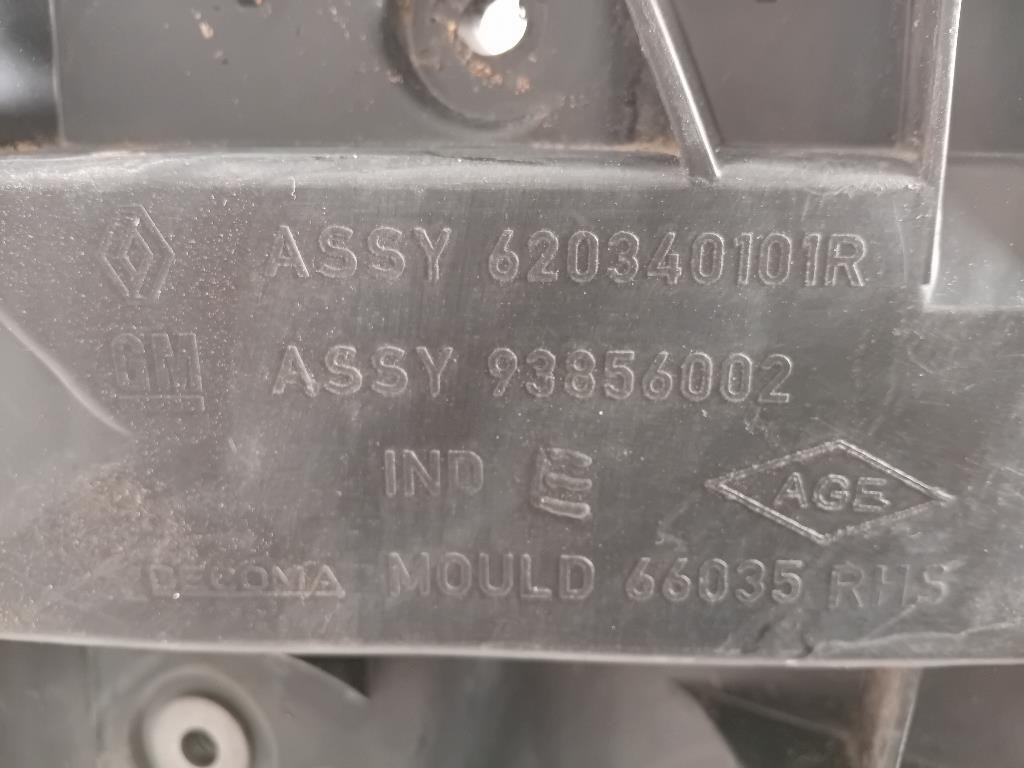 ASSY 620340101R
GM ASSY 93856002
IND E AGE
DECOMA MOULD 66035 RHS